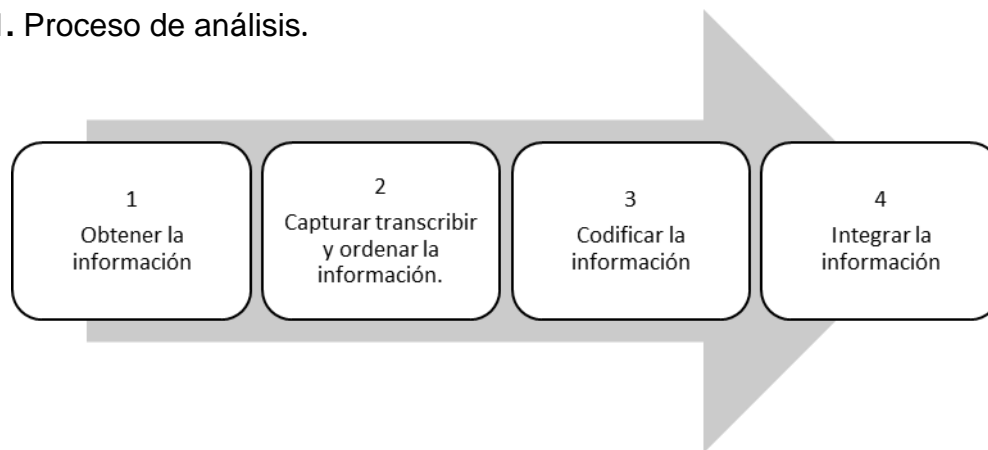 1. Proceso de análisis.
1
Obtener la
información
2
Capturar transcribir
y ordenar la
información.
3
Codificar la
información
4
Integrar la
información